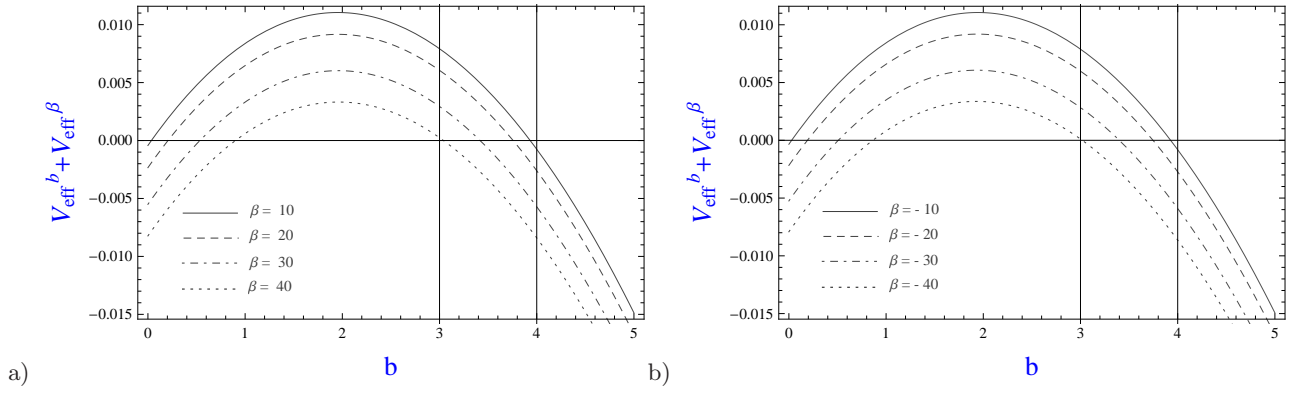 0.010
0.005
0.000
−0.005
−0.010
−0.015
V_eff^b + V_eff^β
β = 10
β = 20
β = 30
β = 40
0 1 2 3 4 5
b
a)
0.010
0.005
0.000
−0.005
−0.010
−0.015
V_eff^b + V_eff^β
β = - 10
β = - 20
β = - 30
β = - 40
0 1 2 3 4 5
b
b)